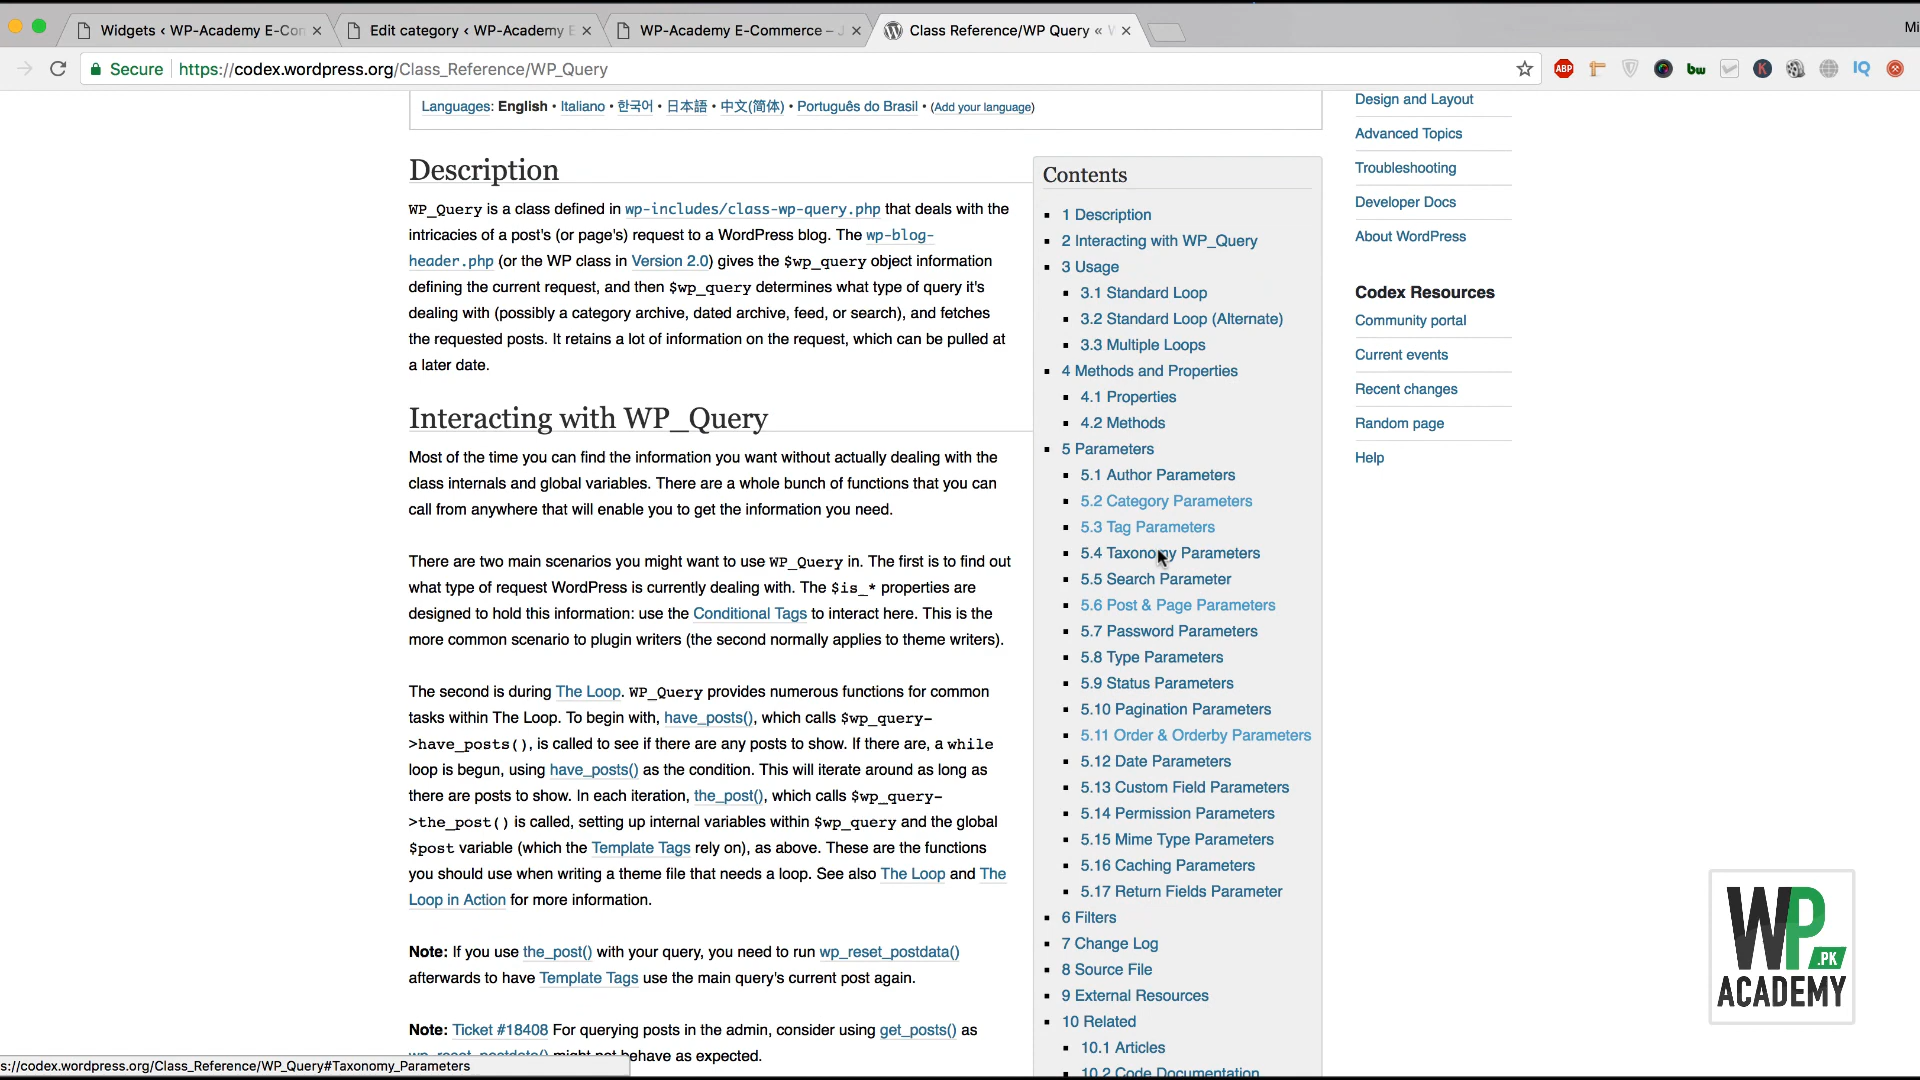 Widgets ‹ WP-Academy E-Con
Edit category ‹ WP-Academy E
WP-Academy E-Commerce –
Class Reference/WP Query «
Mi
Secure
https://codex.wordpress.org/Class_Reference/WP_Query
ABP
bw
K
IQ
Languages: English • Italiano • 한국어 • 日本語 • 中文(简体) • Português do Brasil • (Add your language)
Description
WP_Query is a class defined in wp-includes/class-wp-query.php that deals with the
intricacies of a post's (or page's) request to a WordPress blog. The wp-blog-
header.php (or the WP class in Version 2.0) gives the $wp_query object information
defining the current request, and then $wp_query determines what type of query it's
dealing with (possibly a category archive, dated archive, feed, or search), and fetches
the requested posts. It retains a lot of information on the request, which can be pulled at
a later date.
Interacting with WP_Query
Most of the time you can find the information you want without actually dealing with the
class internals and global variables. There are a whole bunch of functions that you can
call from anywhere that will enable you to get the information you need.
There are two main scenarios you might want to use WP_Query in. The first is to find out
what type of request WordPress is currently dealing with. The $is_* properties are
designed to hold this information: use the Conditional Tags to interact here. This is the
more common scenario to plugin writers (the second normally applies to theme writers).
The second is during The Loop. WP_Query provides numerous functions for common
tasks within The Loop. To begin with, have_posts(), which calls $wp_query-
>have_posts(), is called to see if there are any posts to show. If there are, a while
loop is begun, using have_posts() as the condition. This will iterate around as long as
there are posts to show. In each iteration, the_post(), which calls $wp_query-
>the_post() is called, setting up internal variables within $wp_query and the global
$post variable (which the Template Tags rely on), as above. These are the functions
you should use when writing a theme file that needs a loop. See also The Loop and The
Loop in Action for more information.
Note: If you use the_post() with your query, you need to run wp_reset_postdata()
afterwards to have Template Tags use the main query's current post again.
Note: Ticket #18408 For querying posts in the admin, consider using get_posts() as
wp_reset_postdata() might not behave as expected.
Contents
1 Description
2 Interacting with WP_Query
3 Usage
3.1 Standard Loop
3.2 Standard Loop (Alternate)
3.3 Multiple Loops
4 Methods and Properties
4.1 Properties
4.2 Methods
5 Parameters
5.1 Author Parameters
5.2 Category Parameters
5.3 Tag Parameters
5.4 Taxonomy Parameters
5.5 Search Parameter
5.6 Post & Page Parameters
5.7 Password Parameters
5.8 Type Parameters
5.9 Status Parameters
5.10 Pagination Parameters
5.11 Order & Orderby Parameters
5.12 Date Parameters
5.13 Custom Field Parameters
5.14 Permission Parameters
5.15 Mime Type Parameters
5.16 Caching Parameters
5.17 Return Fields Parameter
6 Filters
7 Change Log
8 Source File
9 External Resources
10 Related
10.1 Articles
10.2 Code Documentation
Design and Layout
Advanced Topics
Troubleshooting
Developer Docs
About WordPress
Codex Resources
Community portal
Current events
Recent changes
Random page
Help
WP
.PK
ACADEMY
s://codex.wordpress.org/Class_Reference/WP_Query#Taxonomy_Parameters